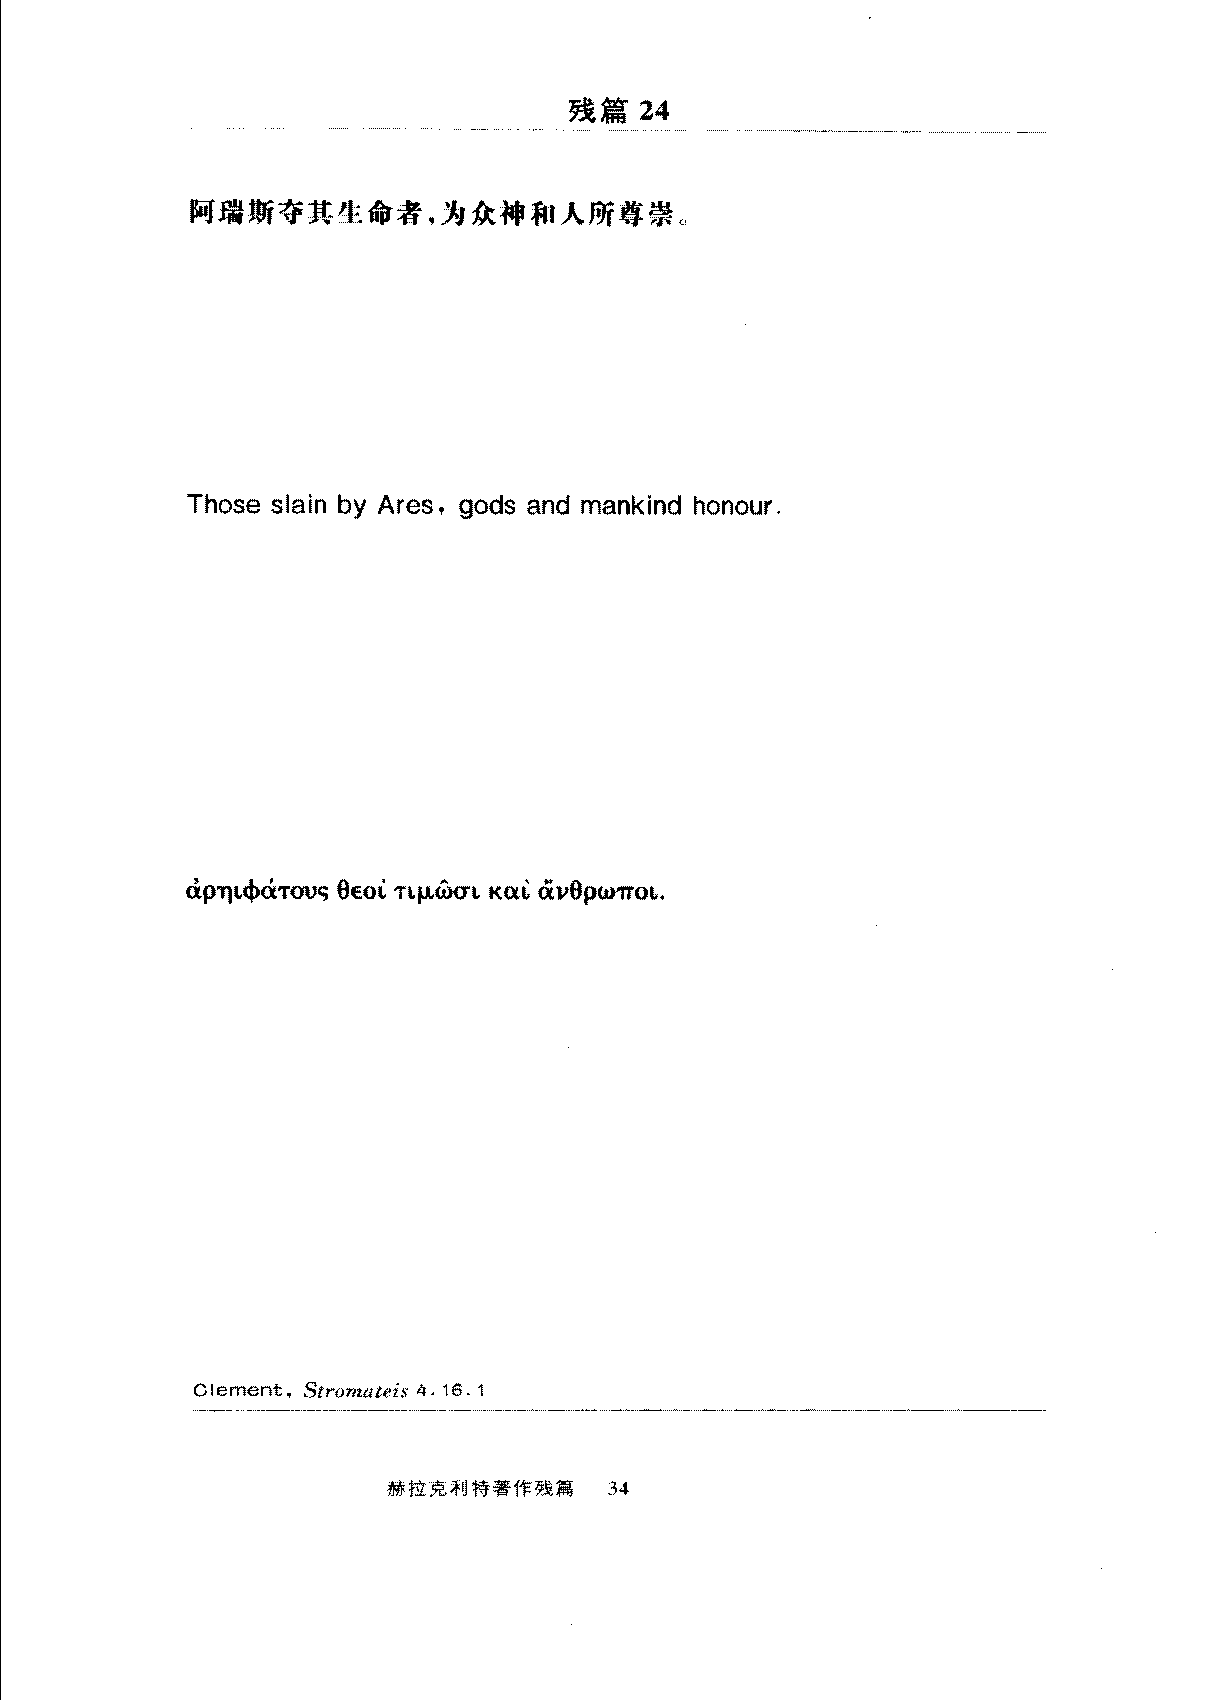 残篇 24
阿瑞斯夺其生命者,为众神和人所尊崇。
Those slain by Ares, gods and mankind honour.
ἀρηιφάτους θεοὶ τιμῶσι καὶ ἄνθρωποι.
Clement, Stromateis 4.16.1
赫拉克利特著作残篇 34